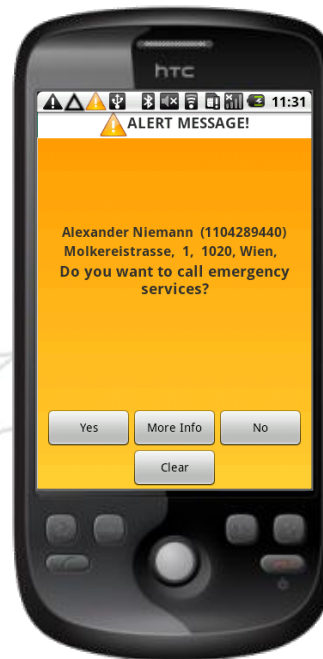 hTC
11:31
ALERT MESSAGE!
Alexander Niemann (1104289440)
Molkereistrasse, 1, 1020, Wien,
Do you want to call emergency
services?
Yes More Info No
Clear